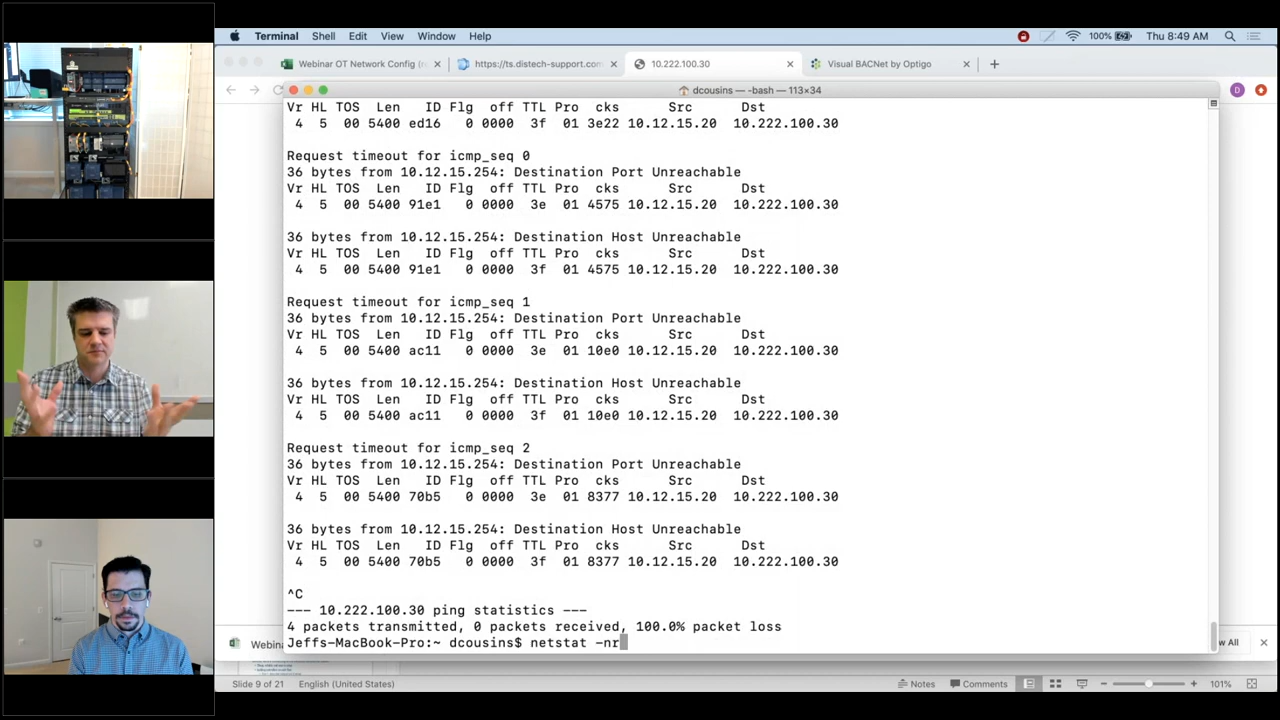 Terminal Shell Edit View Window Help 100% Thu 8:49 AM
Webinar OT Network Config (r https://ts.distech-support.com. 10.222.100.30 Visual BACNet by Optigo
dcousins — -bash — 113×34
Vr HL TOS Len ID Flg off TTL Pro cks Src Dst
4 5 00 5400 ed16 0 0000 3f 01 3e22 10.12.15.20 10.222.100.30
Request timeout for icmp_seq 0
36 bytes from 10.12.15.254: Destination Port Unreachable
Vr HL TOS Len ID Flg off TTL Pro cks Src Dst
4 5 00 5400 91e1 0 0000 3e 01 4575 10.12.15.20 10.222.100.30
36 bytes from 10.12.15.254: Destination Host Unreachable
Vr HL TOS Len ID Flg off TTL Pro cks Src Dst
4 5 00 5400 91e1 0 0000 3f 01 4575 10.12.15.20 10.222.100.30
Request timeout for icmp_seq 1
36 bytes from 10.12.15.254: Destination Port Unreachable
Vr HL TOS Len ID Flg off TTL Pro cks Src Dst
4 5 00 5400 ac11 0 0000 3e 01 10e0 10.12.15.20 10.222.100.30
36 bytes from 10.12.15.254: Destination Host Unreachable
Vr HL TOS Len ID Flg off TTL Pro cks Src Dst
4 5 00 5400 ac11 0 0000 3f 01 10e0 10.12.15.20 10.222.100.30
Request timeout for icmp_seq 2
36 bytes from 10.12.15.254: Destination Port Unreachable
Vr HL TOS Len ID Flg off TTL Pro cks Src Dst
4 5 00 5400 70b5 0 0000 3e 01 8377 10.12.15.20 10.222.100.30
36 bytes from 10.12.15.254: Destination Host Unreachable
Vr HL TOS Len ID Flg off TTL Pro cks Src Dst
4 5 00 5400 70b5 0 0000 3f 01 8377 10.12.15.20 10.222.100.30
^C
--- 10.222.100.30 ping statistics ---
4 packets transmitted, 0 packets received, 100.0% packet loss
Jeffs-MacBook-Pro:~ dcousins$ netstat -nr
Webina
w All
Slide 9 of 21 English (United States) Notes Comments 101%